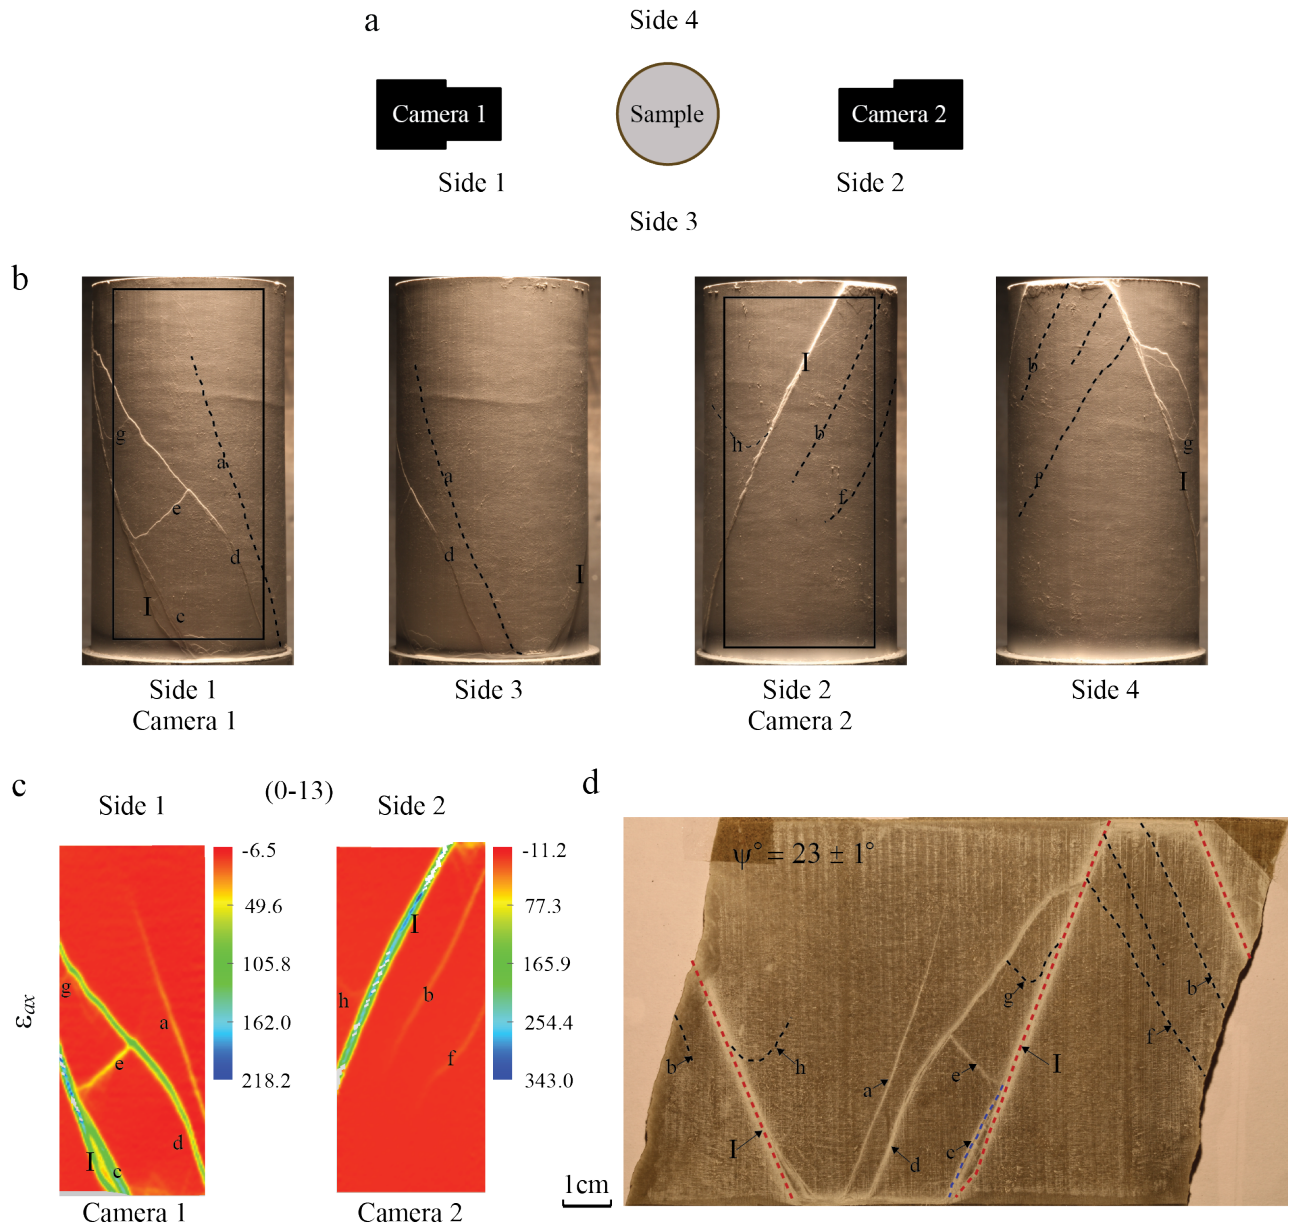 a
Side 4
Camera 1
Sample
Camera 2
Side 1
Side 2
Side 3
b
g
a
e
d
I
c
Side 1
Camera 1
a
d
I
Side 3
I
h
b
f
Side 2
Camera 2
b
f
g
I
Side 4
c
Side 1
(0-13)
Side 2
εax
g
a
e
d
I
c
-6.5
49.6
105.8
162.0
218.2
Camera 1
I
h
b
f
-11.2
77.3
165.9
254.4
343.0
Camera 2
d
ψ° = 23 ± 1°
b
h
I
a
d
e
c
g
I
f
b
1cm